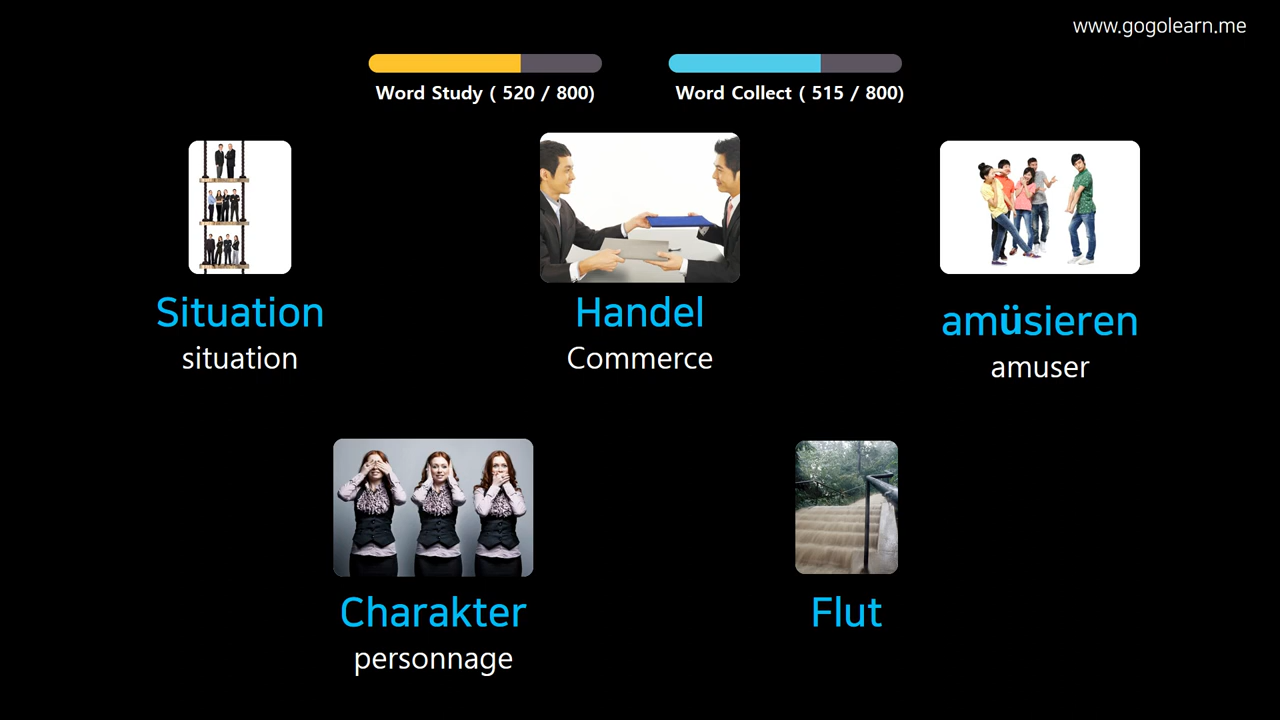 www.gogolearn.me
Word Study ( 520 / 800)
Word Collect ( 515 / 800)
Situation
situation
Handel
Commerce
amüsieren
amuser
Charakter
personnage
Flut